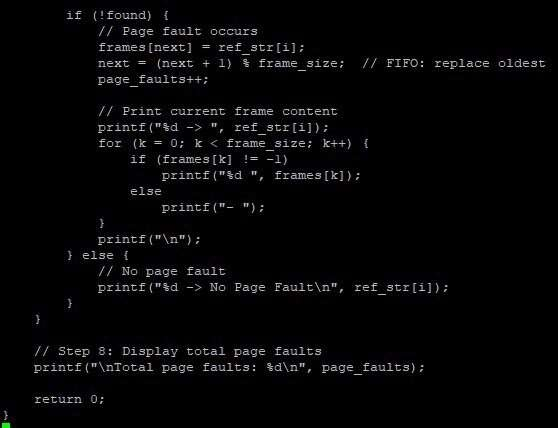 if (!found) {
// Page fault occurs
frames[next] = ref_str[i];
next = (next + 1) % frame_size;  // FIFO: replace oldest
page_faults++;
// Print current frame content
printf("%d -> ", ref_str[i]);
for (k = 0; k < frame_size; k++) {
if (frames[k] != -1)
printf("%d ", frames[k]);
else
printf("- ");
}
printf("\n");
} else {
// No page fault
printf("%d -> No Page Fault\n", ref_str[i]);
}
}
// Step 8: Display total page faults
printf("\nTotal page faults: %d\n", page_faults);
return 0;
}